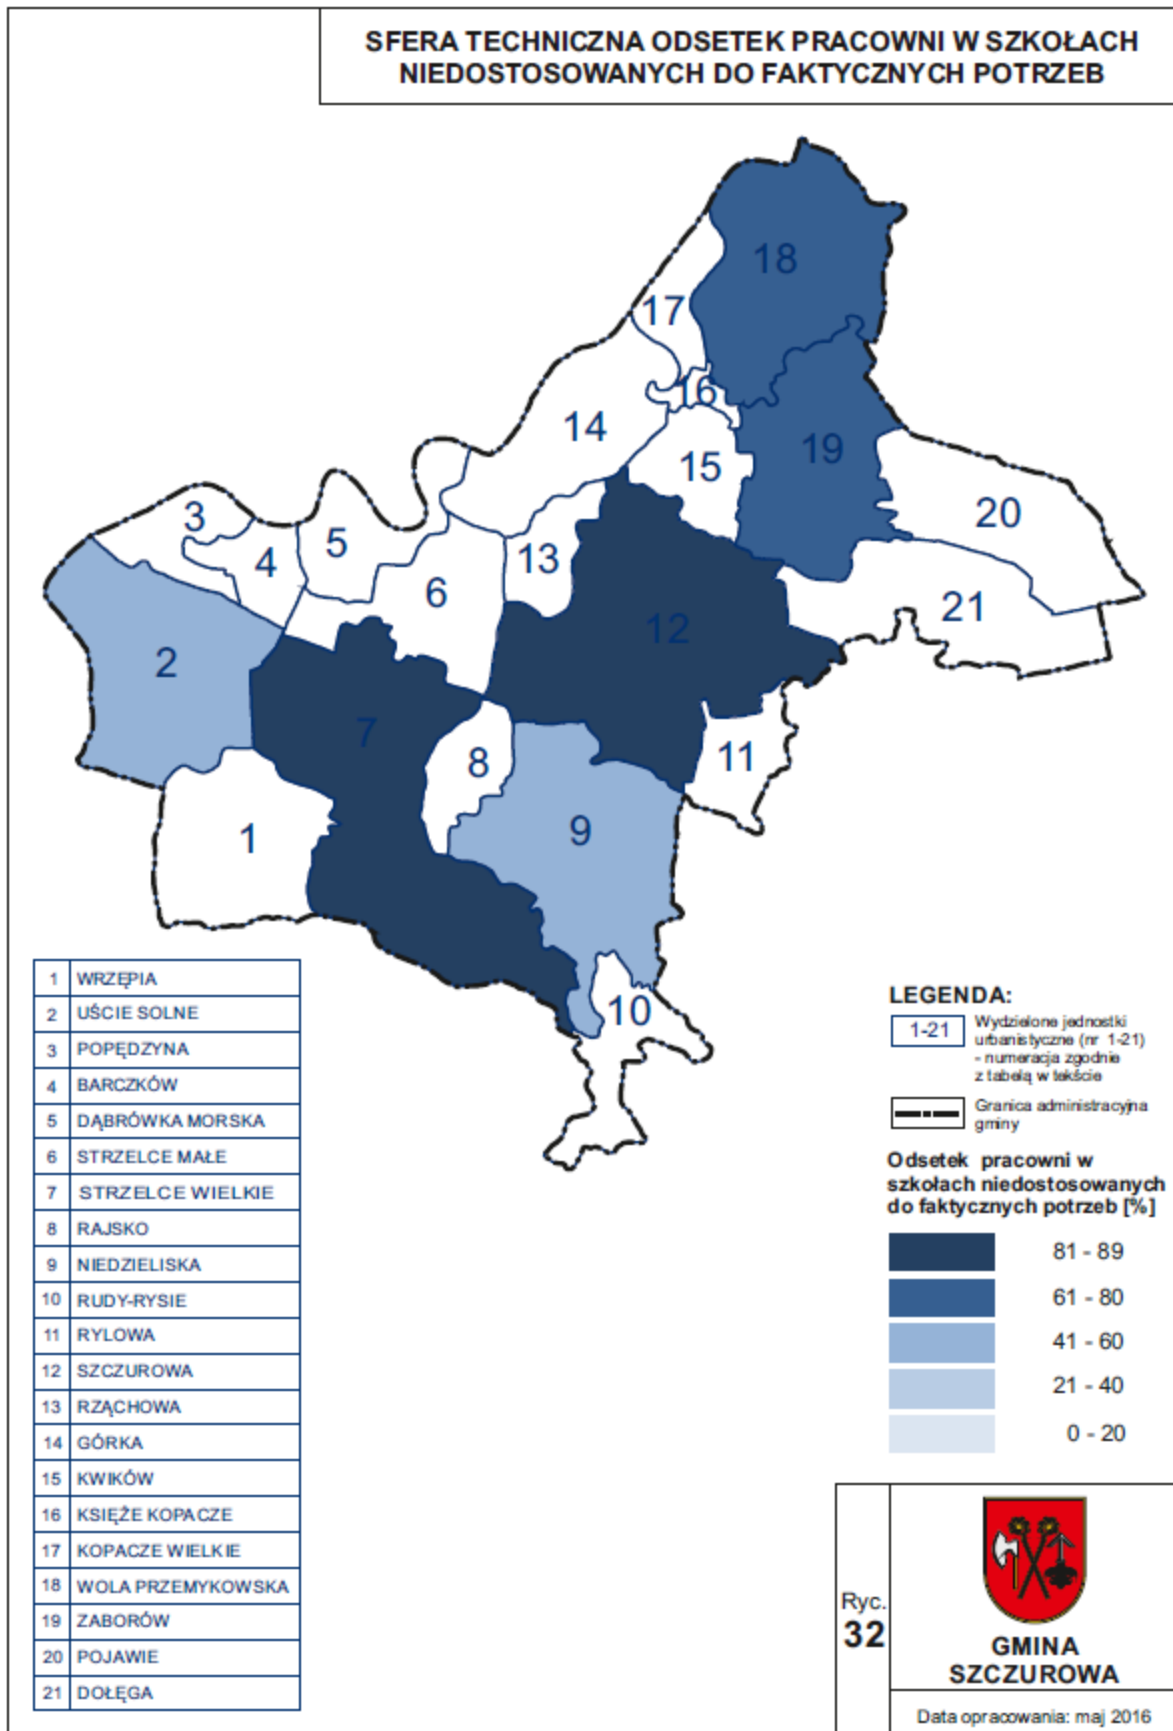 SFERA TECHNICZNA ODSETEK PRACOWNI W SZKOŁACH
NIEDOSTOSOWANYCH DO FAKTYCZNYCH POTRZEB
18
17
16
14
19
15
20
3
5
13
4
6
21
12
2
7
11
8
9
1
10
1 WRZĘPIA
2 UŚCIE SOLNE
3 POPĘDZYNA
4 BARCZKÓW
5 DĄBRÓWKA MORSKA
6 STRZELCE MAŁE
7 STRZELCE WIELKIE
8 RAJSKO
9 NIEDZIELISKA
10 RUDY-RYSIE
11 RYLOWA
12 SZCZUROWA
13 RZĄCHOWA
14 GÓRKA
15 KWIKÓW
16 KSIĘŻE KOPACZE
17 KOPACZE WIELKIE
18 WOLA PRZEMYKOWSKA
19 ZABORÓW
20 POJAWIE
21 DOŁĘGA
LEGENDA:
1-21 Wydzielone jednostki
urbanistyczne (nr 1-21)
- numeracja zgodnie
z tabelą w tekście
Granica administracyjna
gminy
Odsetek pracowni w
szkołach niedostosowanych
do faktycznych potrzeb [%]
81 - 89
61 - 80
41 - 60
21 - 40
0 - 20
Ryc.
32
GMINA
SZCZUROWA
Data opracowania: maj 2016